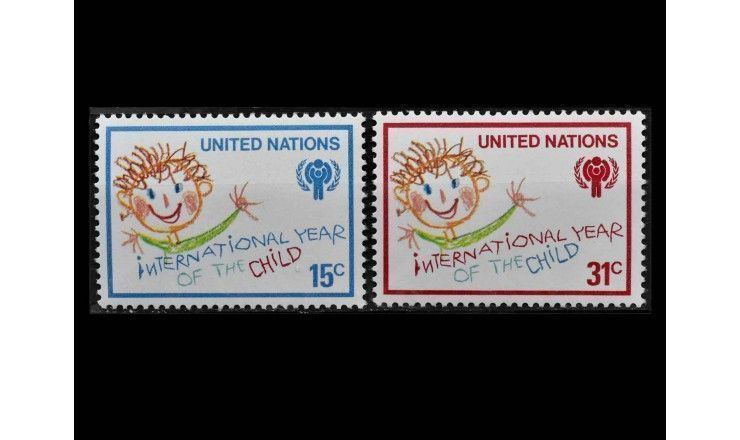 UNITED NATIONS
iNTERNATIONAL YEAR
OF THE CHiLD
15c
UNITED NATIONS
iNTERNATIONAL YEAR
OF THE CHiLD
31c